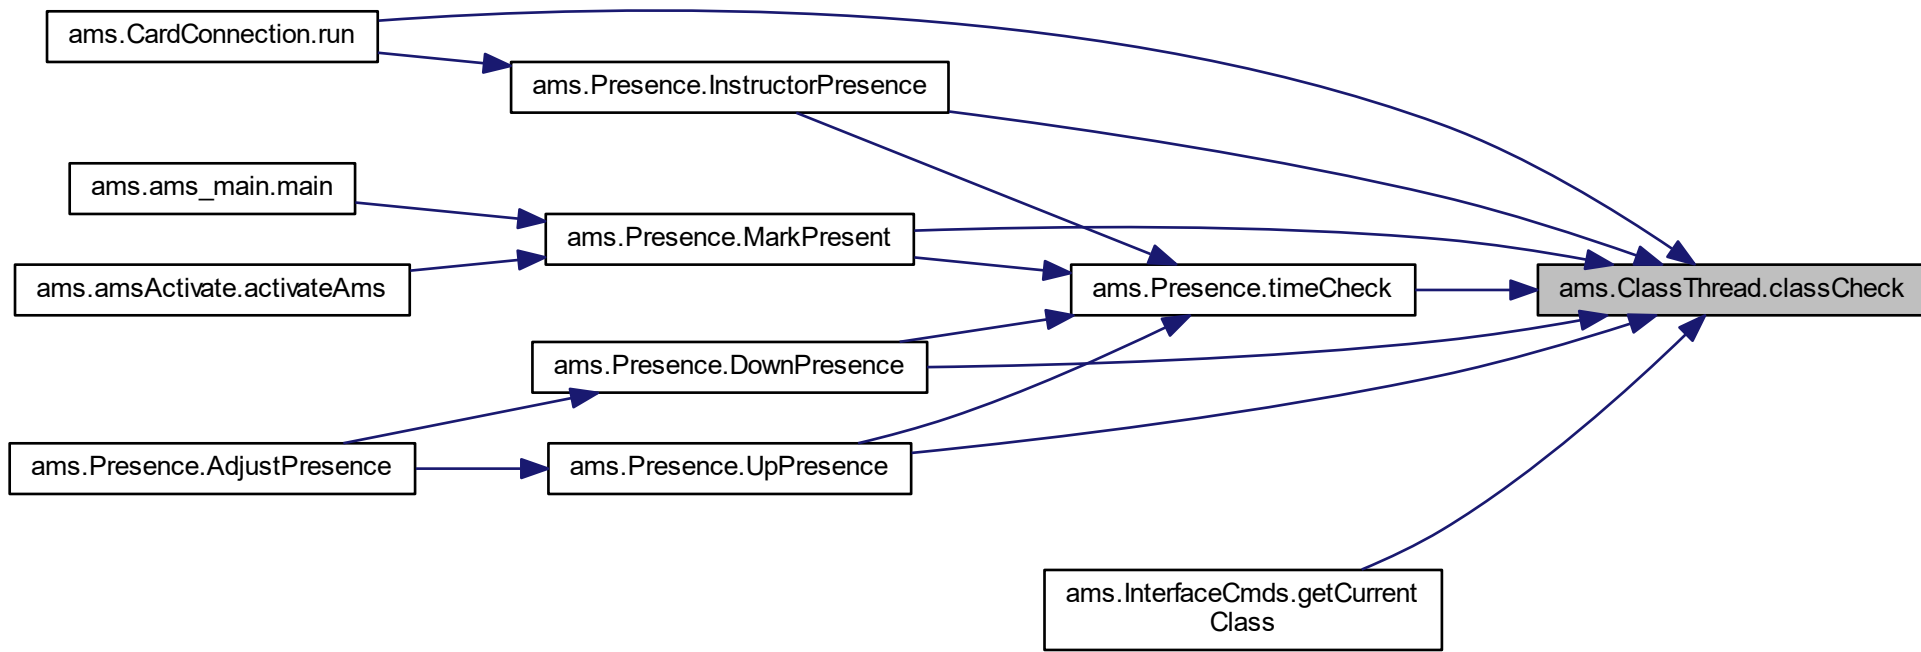 ams.CardConnection.run
ams.Presence.InstructorPresence
ams.ams_main.main
ams.Presence.MarkPresent
ams.amsActivate.activateAms
ams.Presence.timeCheck
ams.ClassThread.classCheck
ams.Presence.DownPresence
ams.Presence.AdjustPresence
ams.Presence.UpPresence
ams.InterfaceCmds.getCurrent
Class